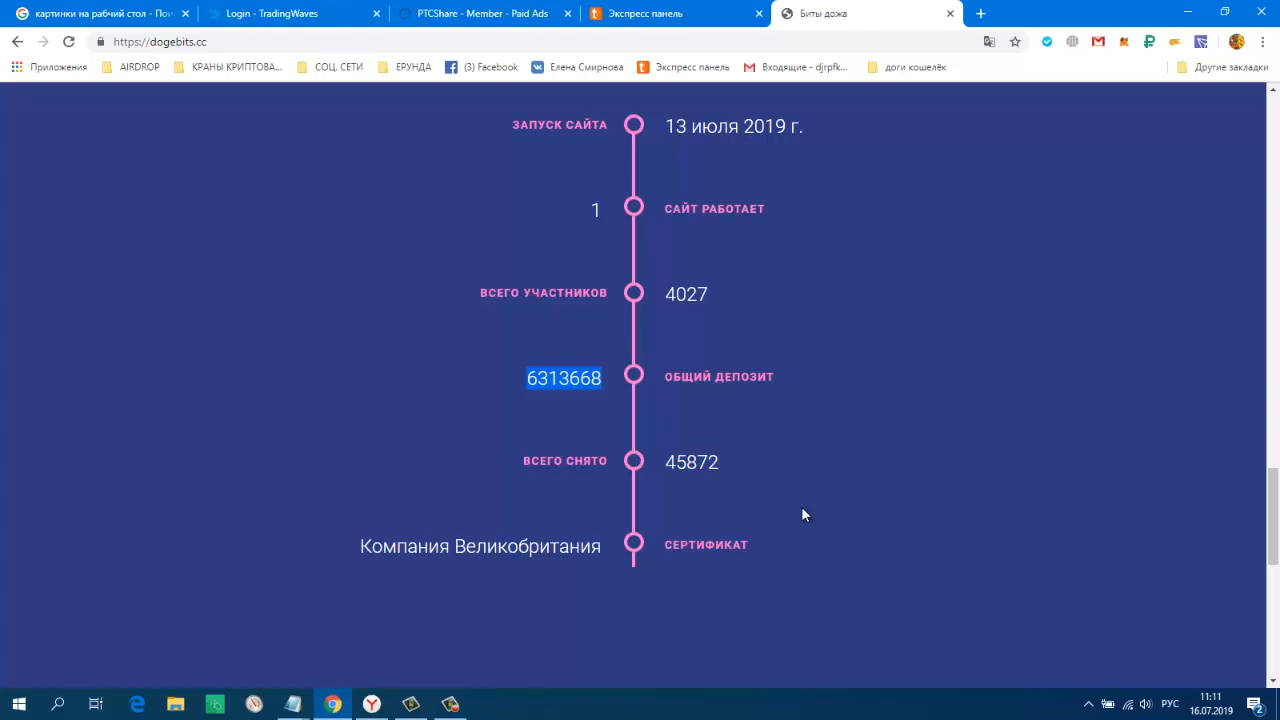 картинки на рабчий стол - Пои
Login - TradingWaves
PTCShare - Member - Paid Ads
Экспресс панель
Биты дожа
https://dogebits.cc
Приложения
AIRDROP
КРАНЫ КРИПТОВА...
СОЦ. СЕТИ
ЕРУНДА
Facebook
Елена Смирнова
Экспресс панель
Входящие - djrpfk...
доги кошелёк
Другие закладки
ЗАПУСК САЙТА
13 июля 2019 г.
1
САЙТ РАБОТАЕТ
ВСЕГО УЧАСТНИКОВ
4027
6313668
ОБЩИЙ ДЕПОЗИТ
ВСЕГО СНЯТО
45872
Компания Великобритания
СЕРТИФИКАТ
РУС
11:11
16.07.2019
2